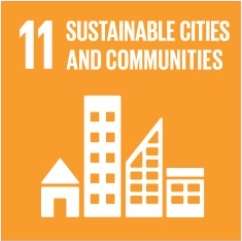 11 SUSTAINABLE CITIES
AND COMMUNITIES